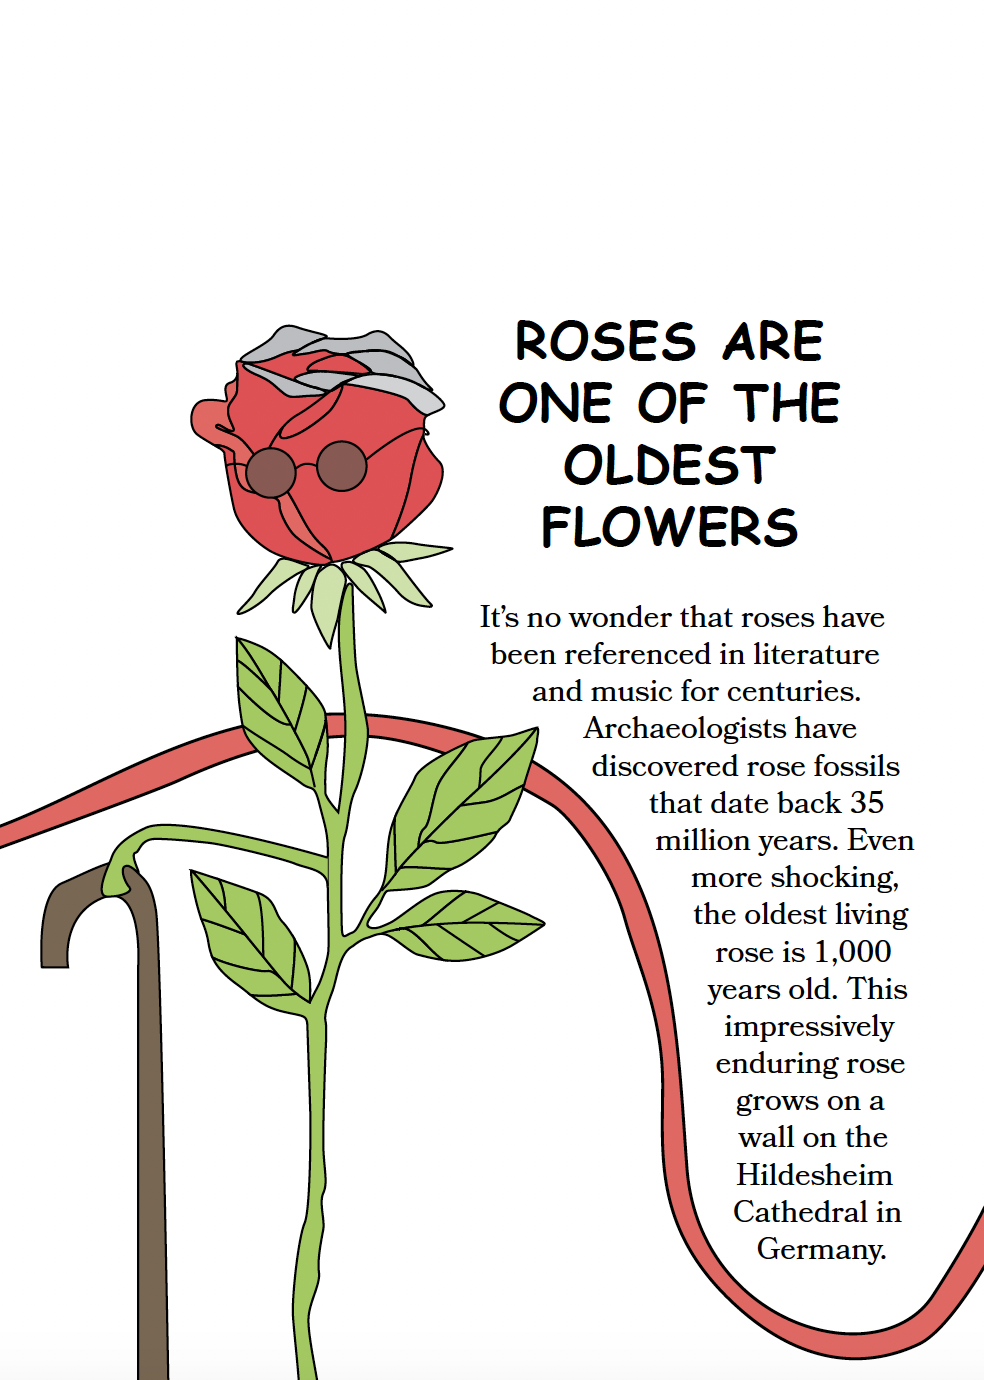 ROSES ARE
ONE OF THE
OLDEST
FLOWERS
It’s no wonder that roses have
been referenced in literature
and music for centuries.
Archaeologists have
discovered rose fossils
that date back 35
million years. Even
more shocking,
the oldest living
rose is 1,000
years old. This
impressively
enduring rose
grows on a
wall on the
Hildesheim
Cathedral in
Germany.